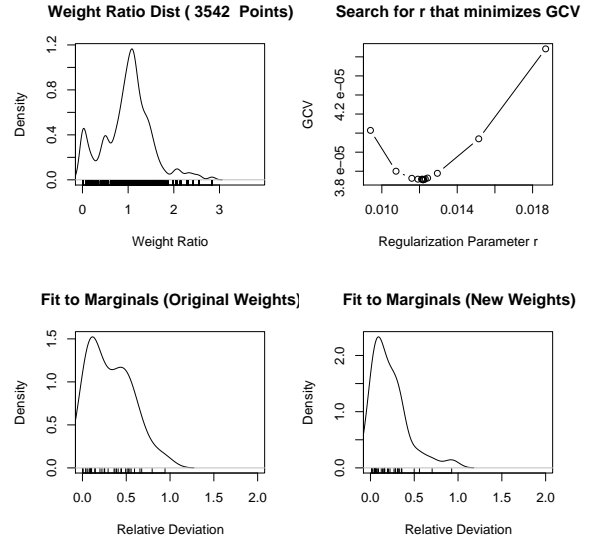 Weight Ratio Dist ( 3542 Points)
Density
0.0 0.4 0.8 1.2
0 1 2 3
Weight Ratio
Search for r that minimizes GCV
GCV
3.8 e−05 4.2 e−05
0.010 0.014 0.018
Regularization Parameter r
Fit to Marginals (Original Weights)
Density
0.0 0.5 1.0 1.5
0.0 0.5 1.0 1.5 2.0
Relative Deviation
Fit to Marginals (New Weights)
Density
0.0 1.0 2.0
0.0 0.5 1.0 1.5 2.0
Relative Deviation